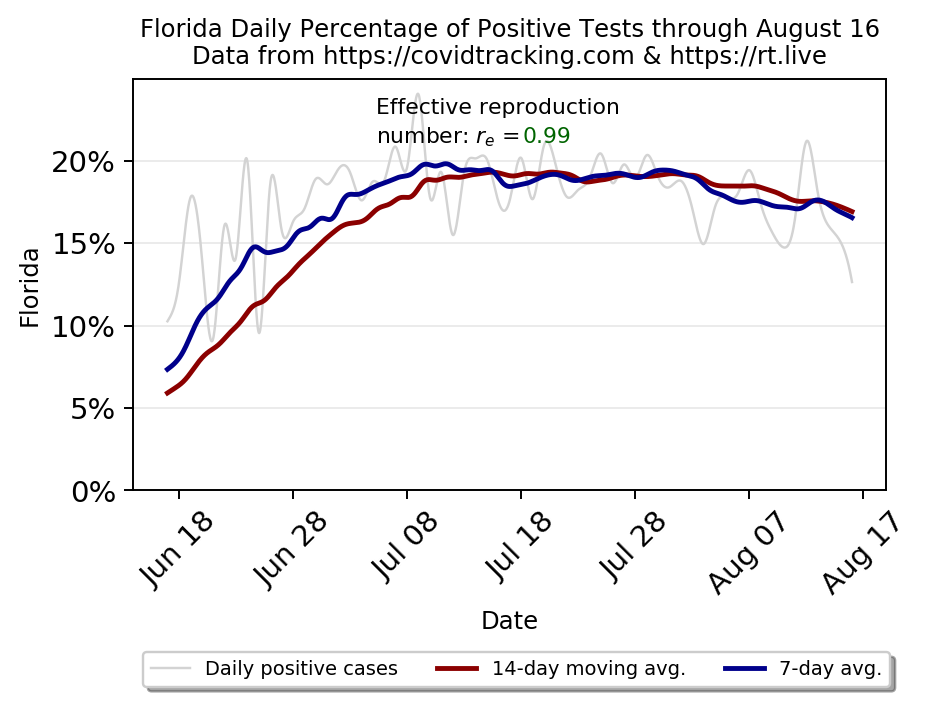 Florida Daily Percentage of Positive Tests through August 16
Data from https://covidtracking.com & https://rt.live
Effective reproduction
number: rₑ =0.99
20%
15%
10%
5%
0%
Florida
Jun 18
Jun 28
Jul 08
Jul 18
Jul 28
Aug 07
Aug 17
Date
Daily positive cases
14-day moving avg.
7-day avg.